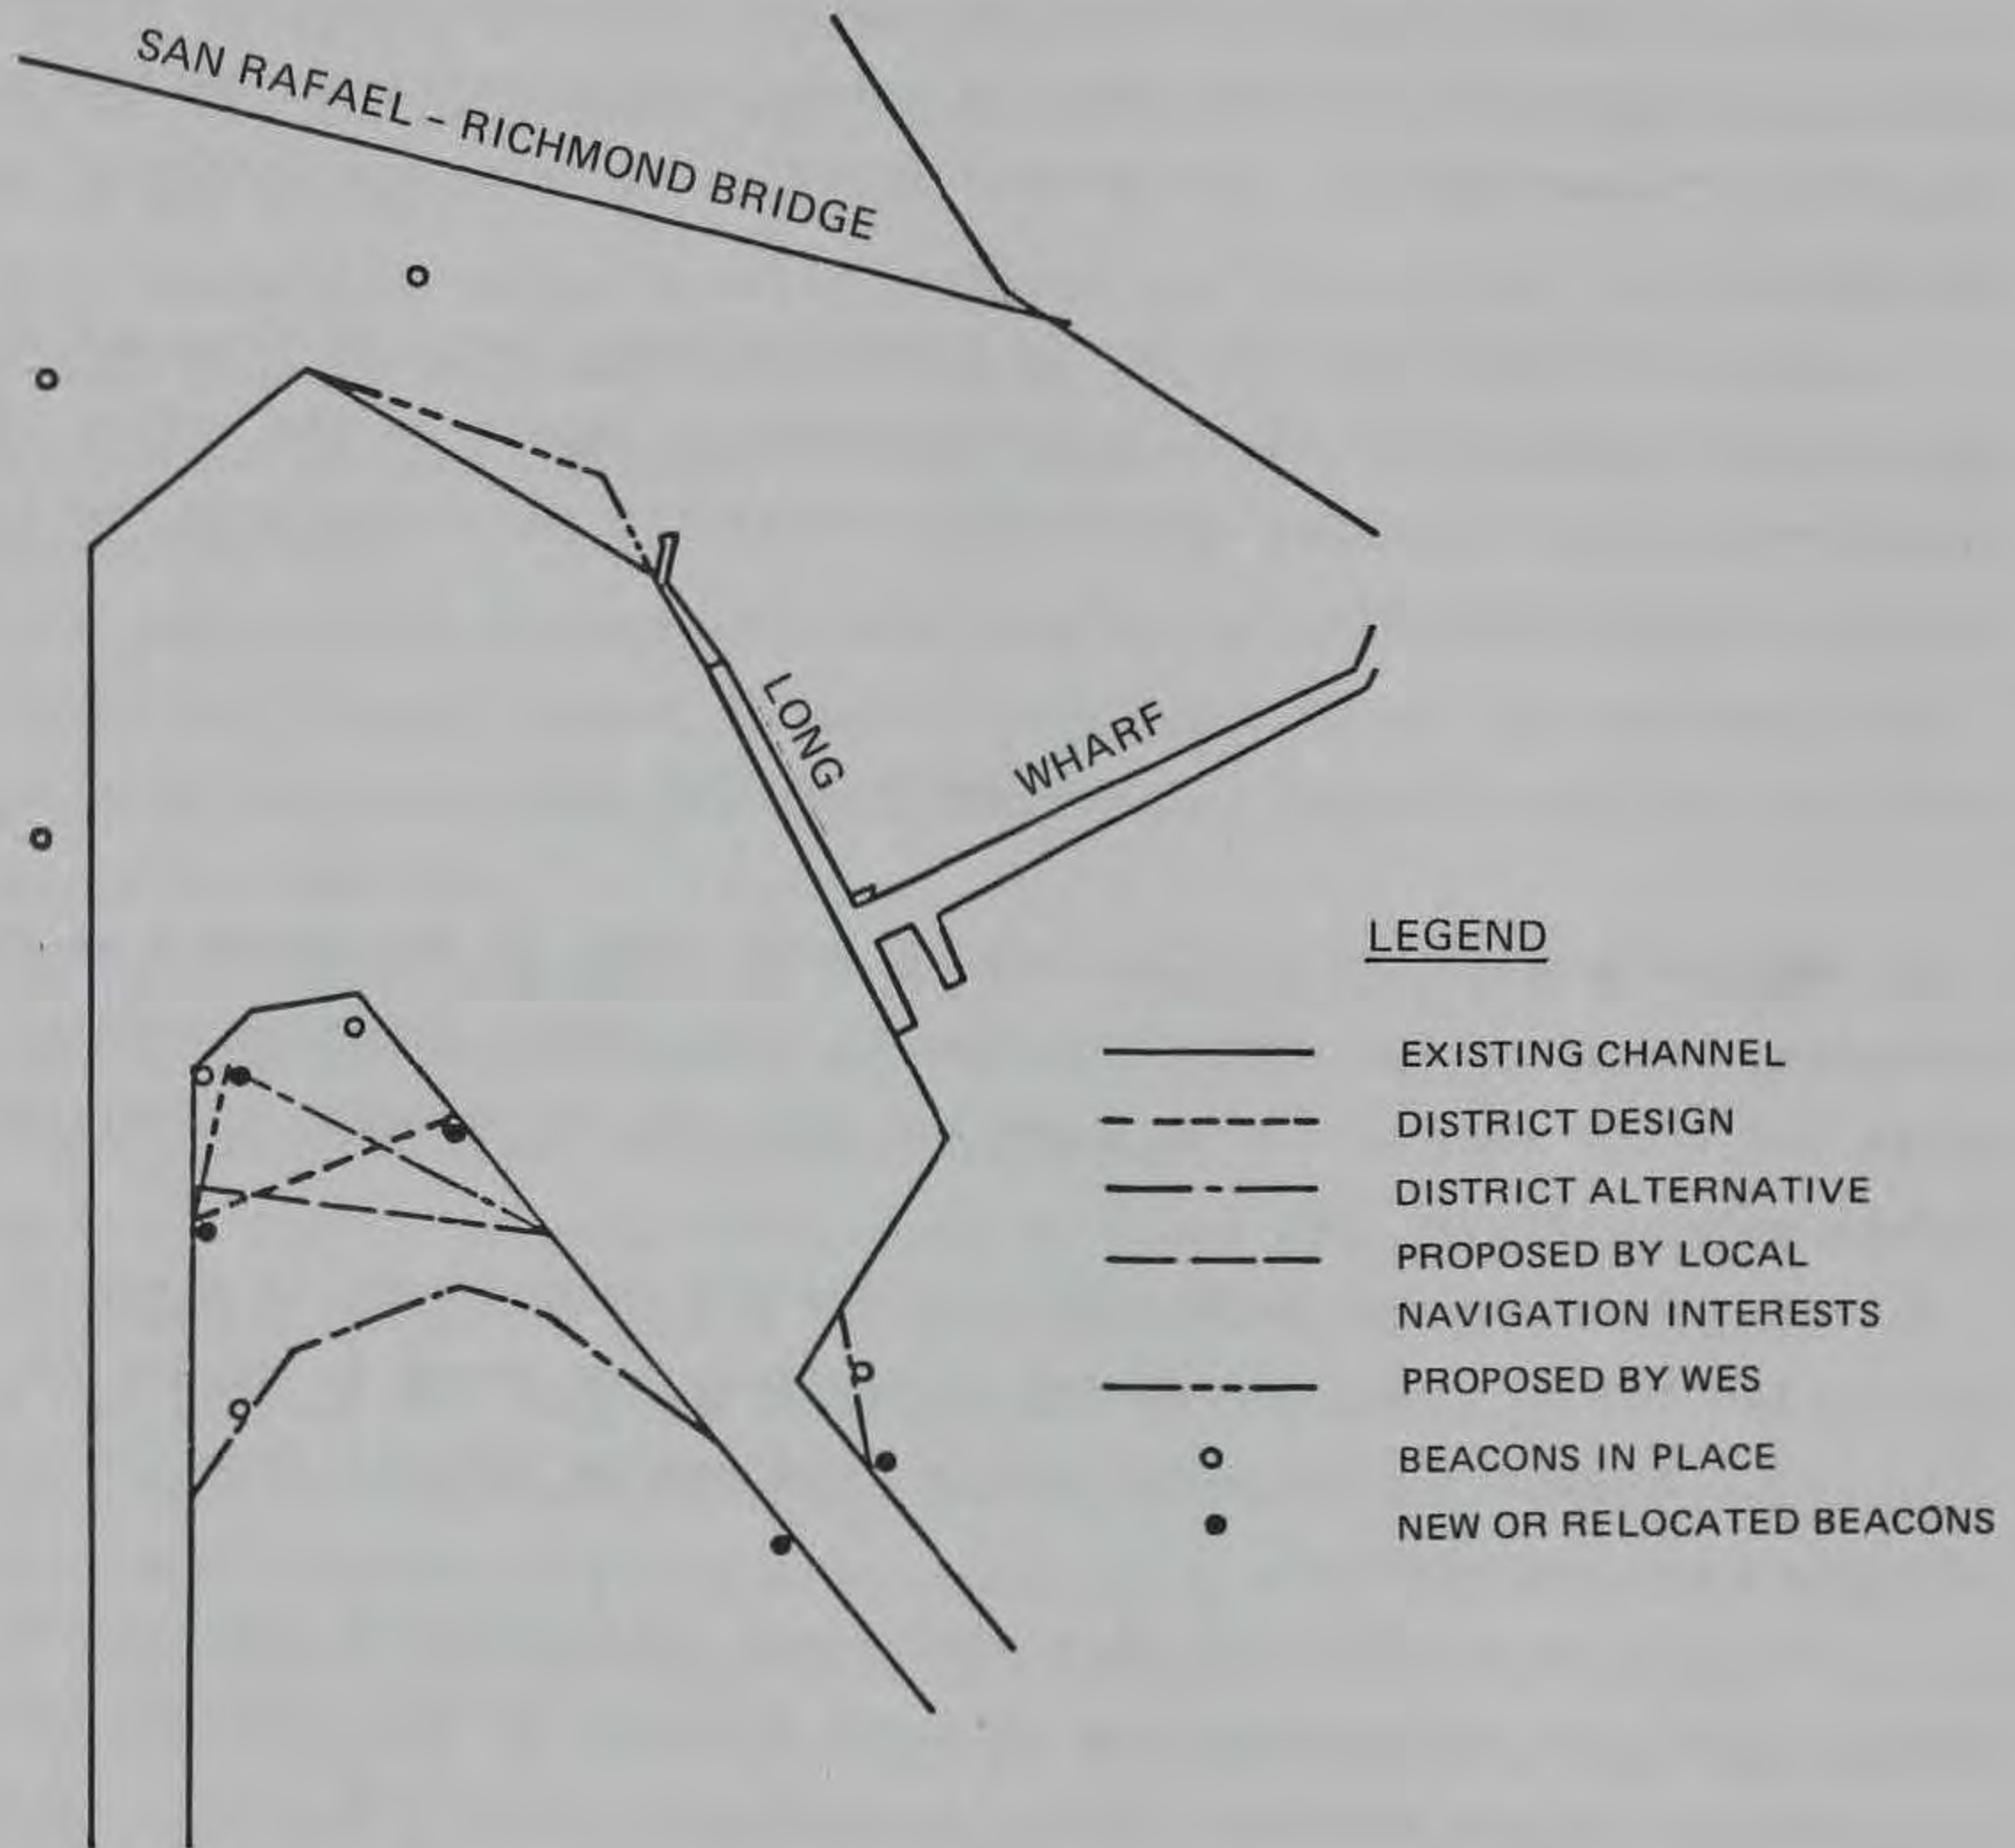 SAN RAFAEL - RICHMOND BRIDGE
LONG
WHARF
LEGEND
EXISTING CHANNEL
DISTRICT DESIGN
DISTRICT ALTERNATIVE
PROPOSED BY LOCAL
NAVIGATION INTERESTS
PROPOSED BY WES
BEACONS IN PLACE
NEW OR RELOCATED BEACONS